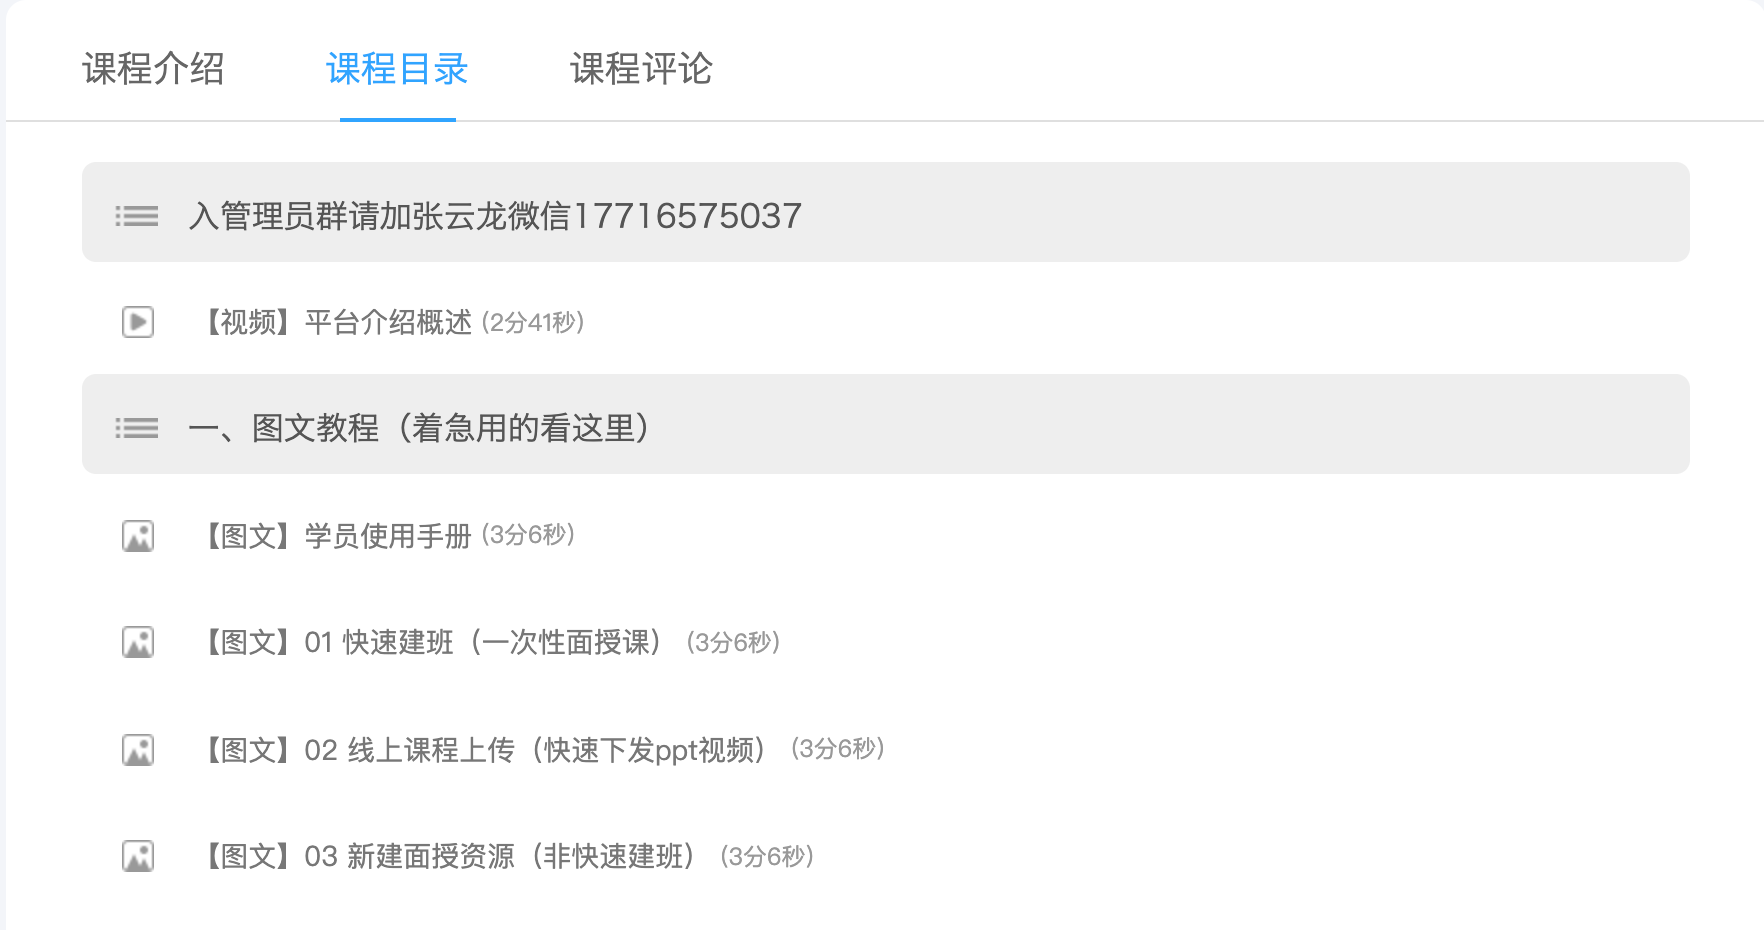 课程介绍 课程目录 课程评论
入管理员群请加张云龙微信17716575037
【视频】平台介绍概述 (2分41秒)
一、图文教程（着急用的看这里）
【图文】学员使用手册 (3分6秒)
【图文】01 快速建班（一次性面授课） (3分6秒)
【图文】02 线上课程上传（快速下发ppt视频） (3分6秒)
【图文】03 新建面授资源（非快速建班） (3分6秒)